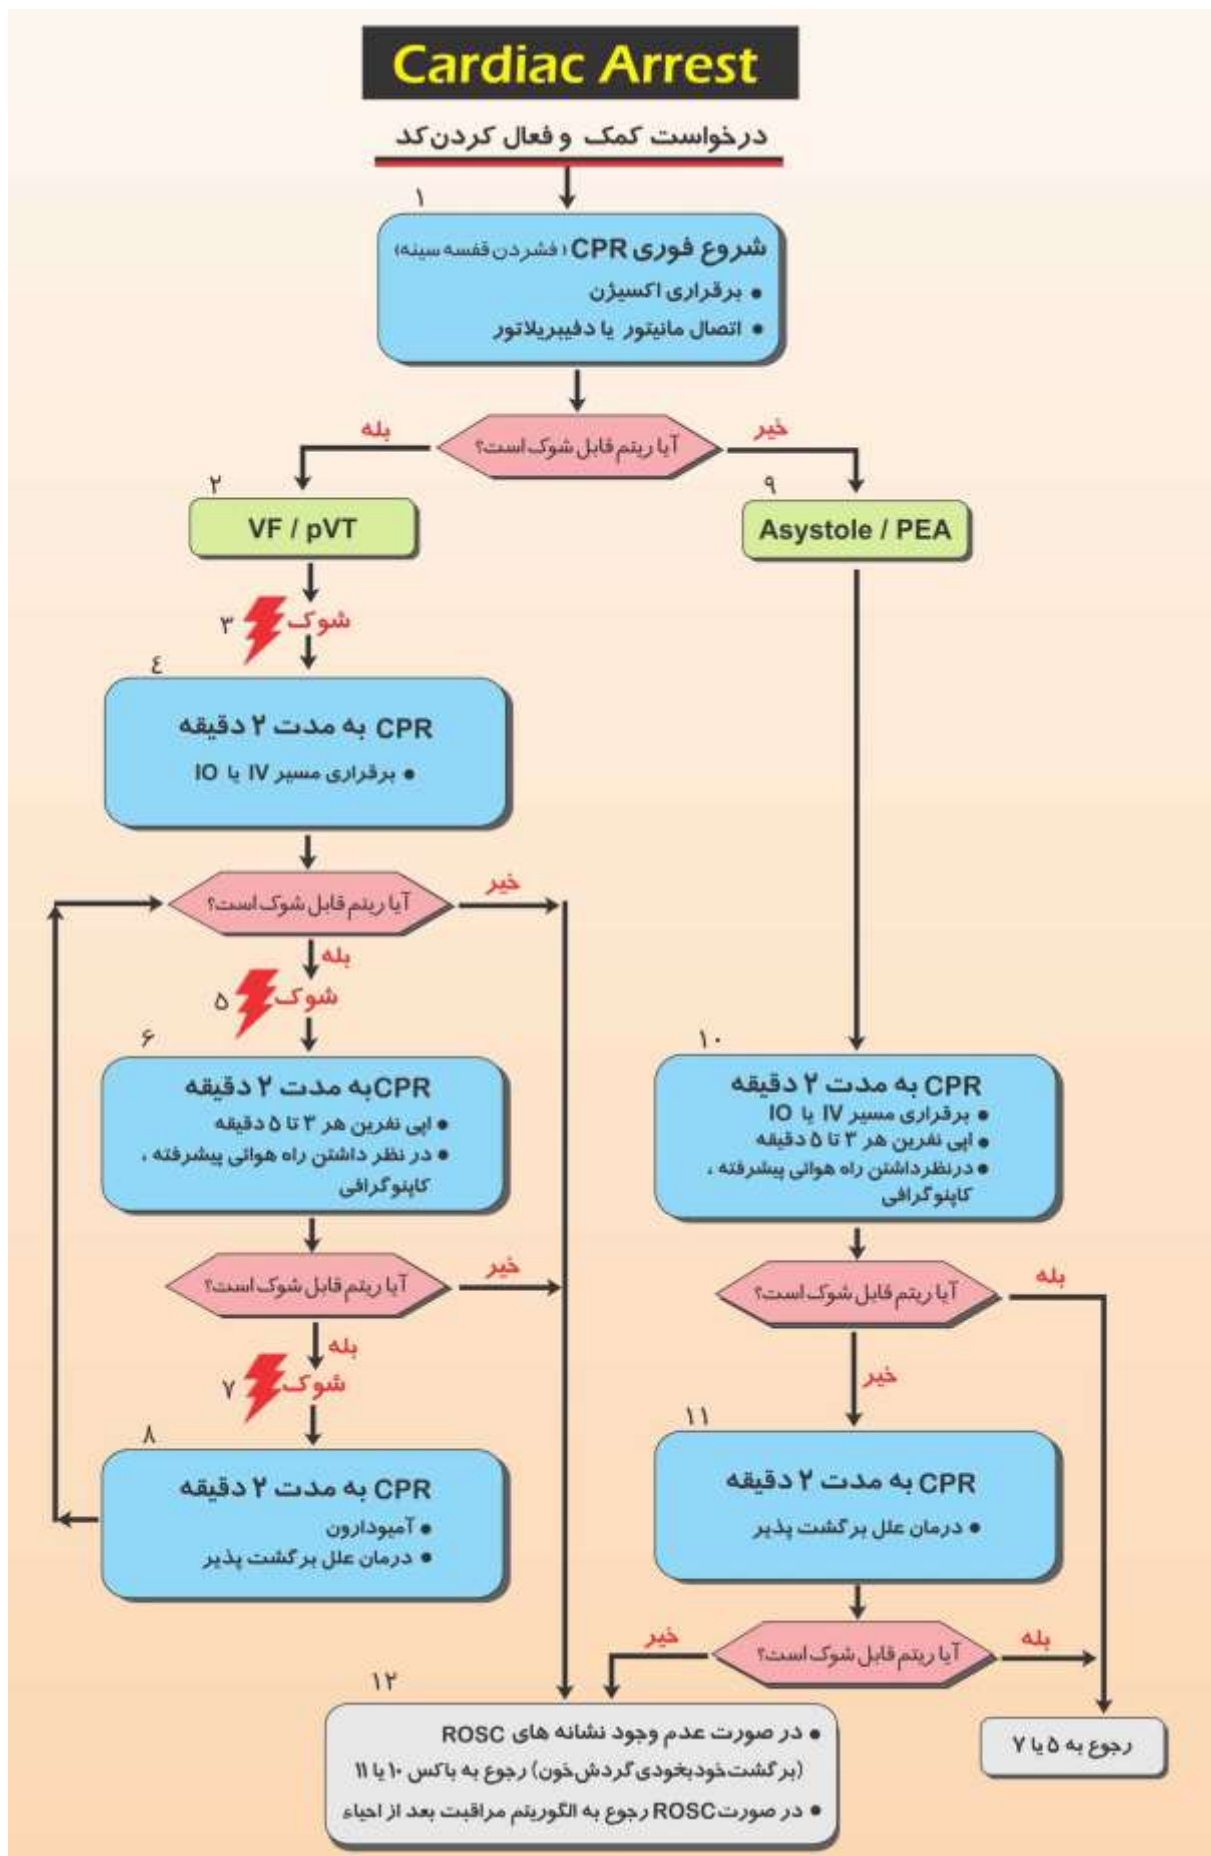 Cardiac Arrest
درخواست کمک و فعال کردن کد
۱
شروع فوری CPR (فشردن قفسه سینه)
• برقراری اکسیژن
• اتصال مانیتور یا دفیبریلاتور
آیا ریتم قابل شوک است؟
بله
خیر
۲
VF / pVT
۹
Asystole / PEA
۳
شوک
٤
CPR به مدت ۲ دقیقه
• برقراری مسیر IV یا IO
آیا ریتم قابل شوک است؟
خیر
بله
۵
شوک
۶
CPR به مدت ۲ دقیقه
• اپی نفرین هر ۳ تا ۵ دقیقه
• در نظر داشتن راه هوائی پیشرفته ،
کاپنوگرافی
آیا ریتم قابل شوک است؟
خیر
بله
۷
شوک
۸
CPR به مدت ۲ دقیقه
• آمیودارون
• درمان علل برگشت پذیر
۱۰
CPR به مدت ۲ دقیقه
• برقراری مسیر IV یا IO
• اپی نفرین هر ۳ تا ۵ دقیقه
• درنظرداشتن راه هوائی پیشرفته ،
کاپنوگرافی
آیا ریتم قابل شوک است؟
بله
خیر
۱۱
CPR به مدت ۲ دقیقه
• درمان علل برگشت پذیر
آیا ریتم قابل شوک است؟
خیر
بله
۱۲
• در صورت عدم وجود نشانه های ROSC
(برگشت خودبخودی گردش خون) رجوع به باکس ۱۰ یا ۱۱
• در صورت ROSC رجوع به الگوریتم مراقبت بعد از احیاء
رجوع به ۵ یا ۷